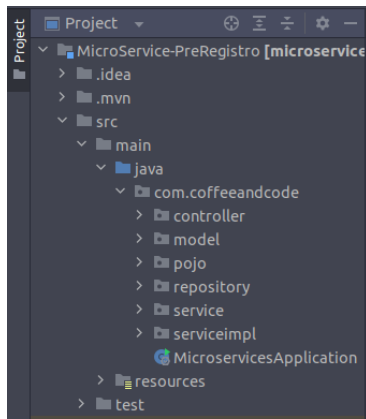 Project
Project
MicroService-PreRegistro [microservice
.idea
.mvn
src
main
java
com.coffeeandcode
controller
model
pojo
repository
service
serviceimpl
MicroservicesApplication
resources
test